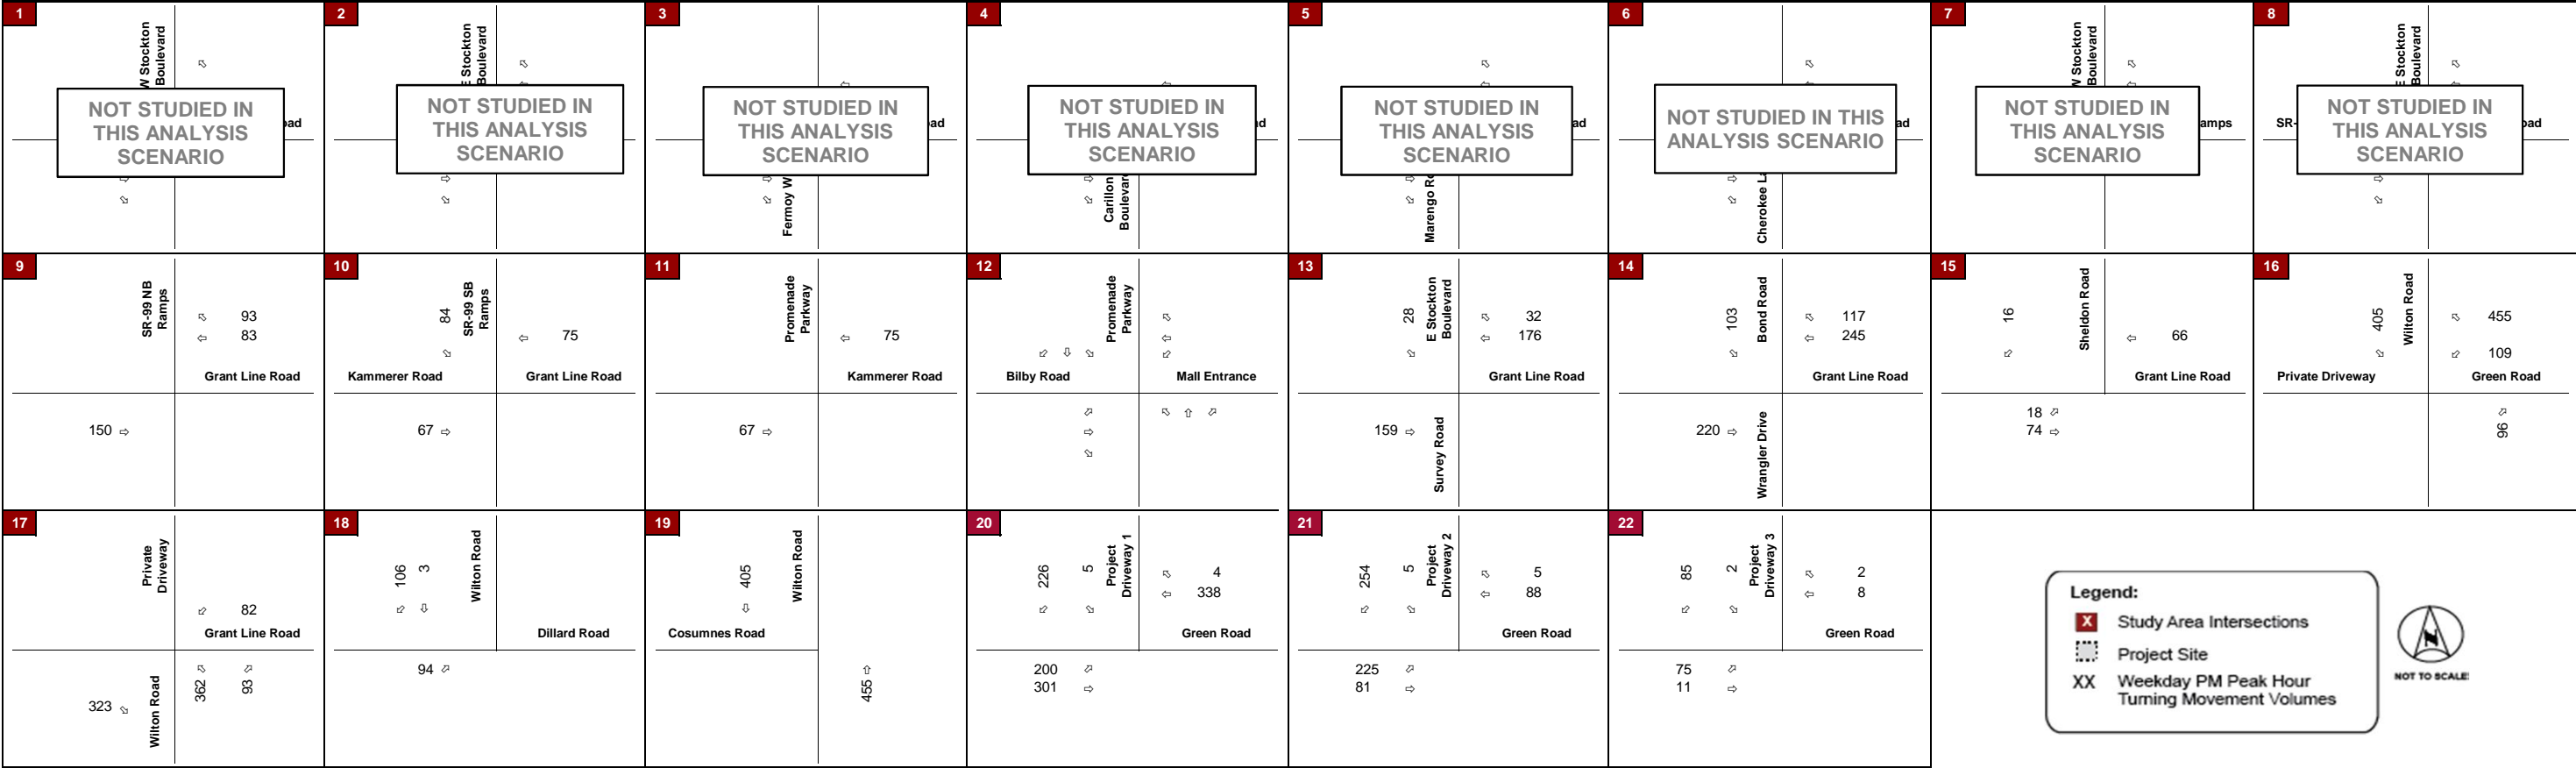 1
W Stockton
Boulevard
NOT STUDIED IN
THIS ANALYSIS
SCENARIO
2
E Stockton
Boulevard
NOT STUDIED IN
THIS ANALYSIS
SCENARIO
3
NOT STUDIED IN
THIS ANALYSIS
SCENARIO
4
NOT STUDIED IN
THIS ANALYSIS
SCENARIO
Carillon
Boulevard
5
NOT STUDIED IN
THIS ANALYSIS
SCENARIO
Marengo
6
NOT STUDIED IN THIS
ANALYSIS SCENARIO
Cherokee
7
W Stockton
Boulevard
NOT STUDIED IN
THIS ANALYSIS
SCENARIO
8
E Stockton
Boulevard
SR-
NOT STUDIED IN
THIS ANALYSIS
SCENARIO
9
SR-99 NB
Ramps
93
83
Grant Line Road
150
10
84
SR-99 SB
Ramps
75
Kammerer Road
Grant Line Road
67
11
Promenade
Parkway
75
Kammerer Road
67
12
Promenade
Parkway
Bilby Road
Mall Entrance
13
28
E Stockton
Boulevard
32
176
Grant Line Road
159
Survey Road
14
103
Bond Road
117
245
Grant Line Road
220
Wrangler Drive
15
16
Sheldon Road
66
Grant Line Road
18
74
16
405
Wilton Road
455
109
Private Driveway
Green Road
96
17
Private
Driveway
82
Grant Line Road
323
Wilton Road
362
93
18
106
3
Wilton Road
Dillard Road
94
19
405
Wilton Road
Cosumnes Road
455
20
226
5
Project
Driveway 1
4
338
Green Road
200
301
21
254
5
Project
Driveway 2
5
88
Green Road
225
81
22
85
2
Project
Driveway 3
2
8
Green Road
75
11
Legend:
X Study Area Intersections
Project Site
XX Weekday PM Peak Hour
Turning Movement Volumes
N
NOT TO SCALE